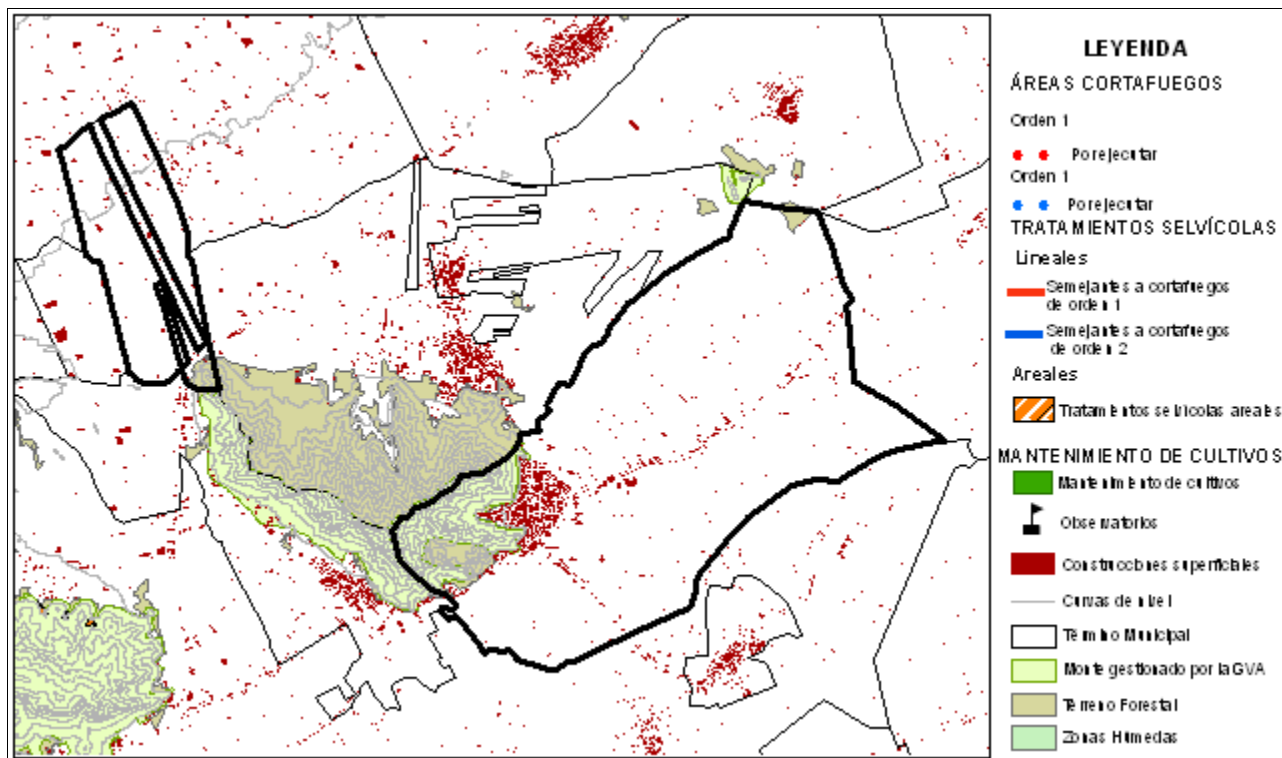 LEYENDA
ÁREAS CORTAFUEGOS
Orden 1
Por ejecutar
Orden 1
Por ejecutar
TRATAMIENTOS SELVÍCOLAS
Lineales
Semejantes a cortafuegos
de orden 1
Semejantes a cortafuegos
de orden 2
Areales
Tratamientos selvícolas areales
MANTENIMIENTO DE CULTIVOS
Mantenimiento de cultivos
Observatorios
Construcciones superficiales
Curvas de nivel
Término Municipal
Monte gestionado por la GVA
Terreno Forestal
Zonas Húmedas